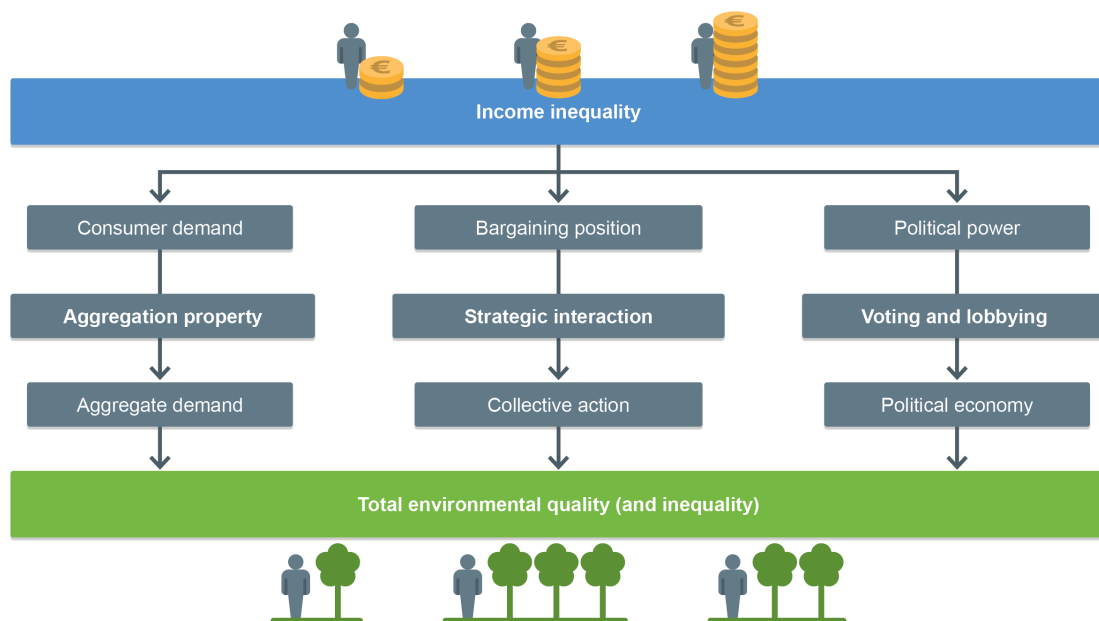 €
€
€
Income inequality
Consumer demand
Bargaining position
Political power
Aggregation property
Strategic interaction
Voting and lobbying
Aggregate demand
Collective action
Political economy
Total environmental quality (and inequality)